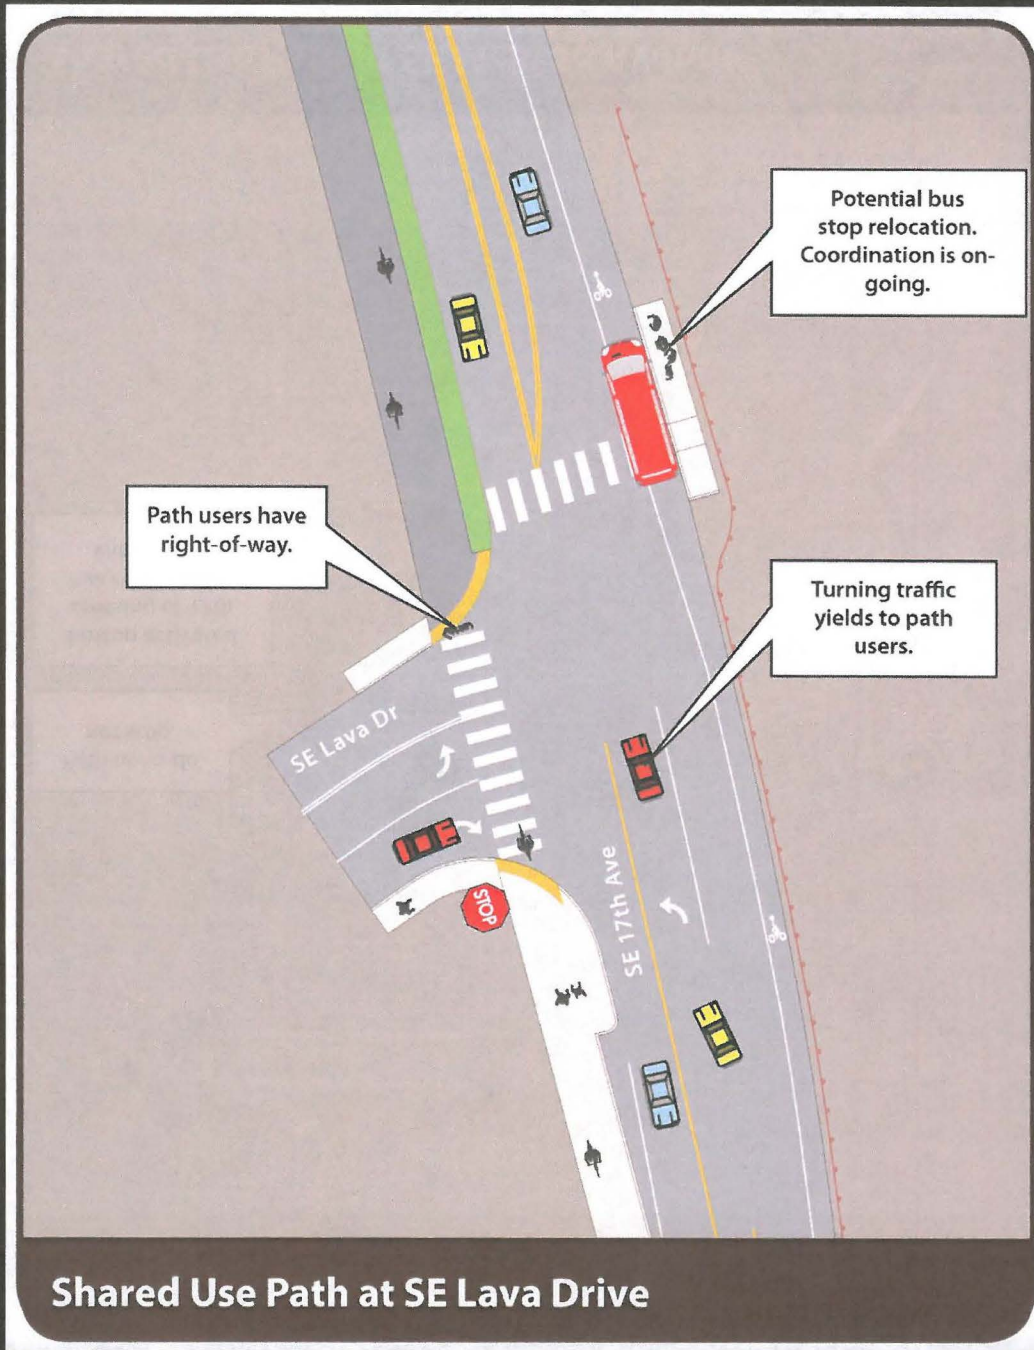 Potential bus
stop relocation.
Coordination is on-
going.
Path users have
right-of-way.
Turning traffic
yields to path
users.
SE Lava Dr
STOP
SE 17th Ave
Shared Use Path at SE Lava Drive